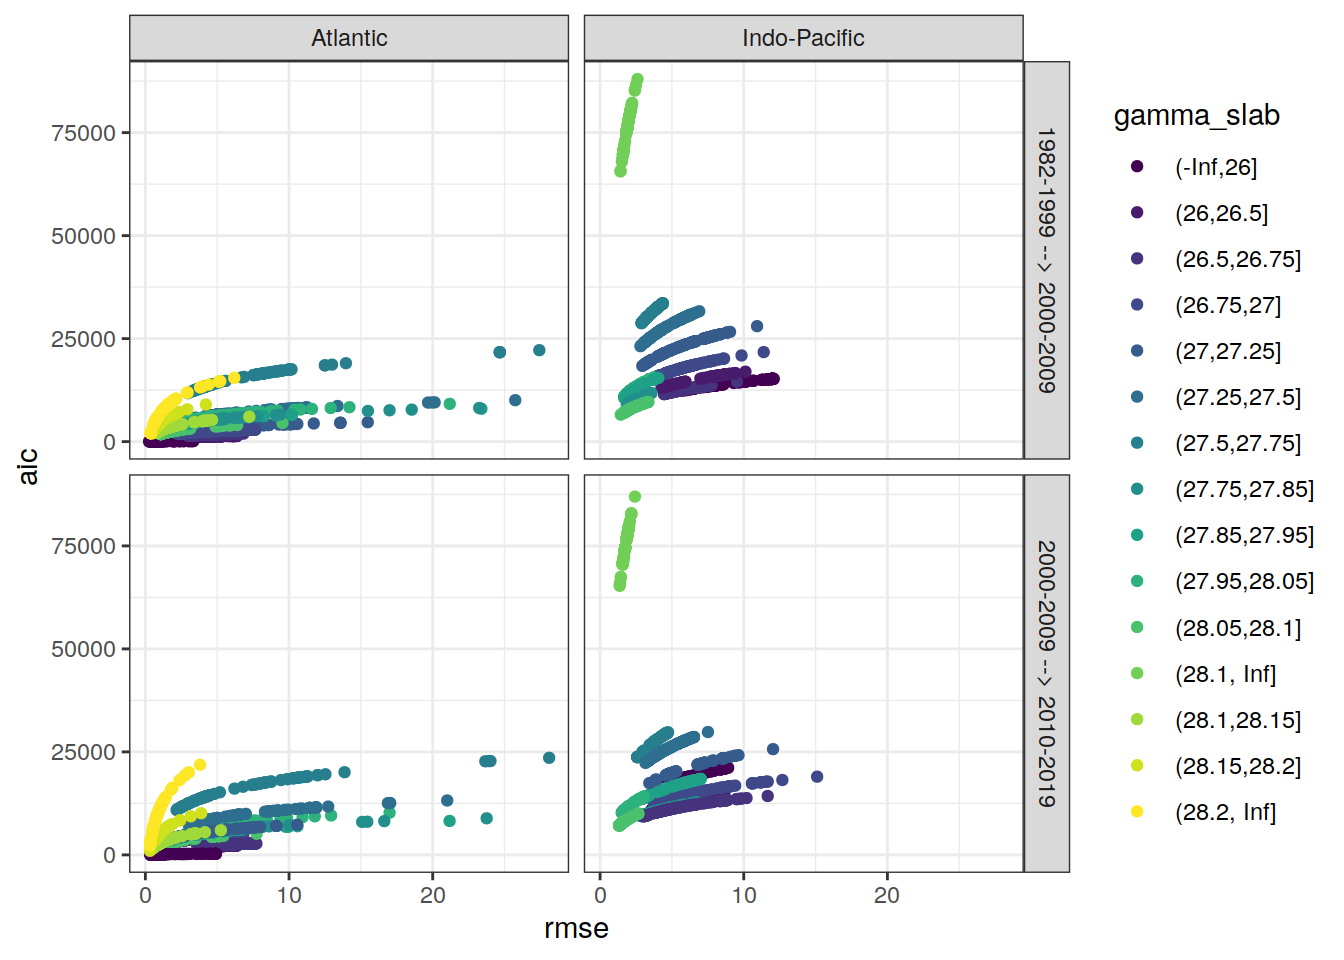 Atlantic
Indo-Pacific
75000
50000
25000
0
1982-1999 --> 2000-2009
75000
50000
25000
0
2000-2009 --> 2010-2019
0
10
20
0
10
20
rmse
aic
gamma_slab
(-Inf,26]
(26,26.5]
(26.5,26.75]
(26.75,27]
(27,27.25]
(27.25,27.5]
(27.5,27.75]
(27.75,27.85]
(27.85,27.95]
(27.95,28.05]
(28.05,28.1]
(28.1, Inf]
(28.1,28.15]
(28.15,28.2]
(28.2, Inf]